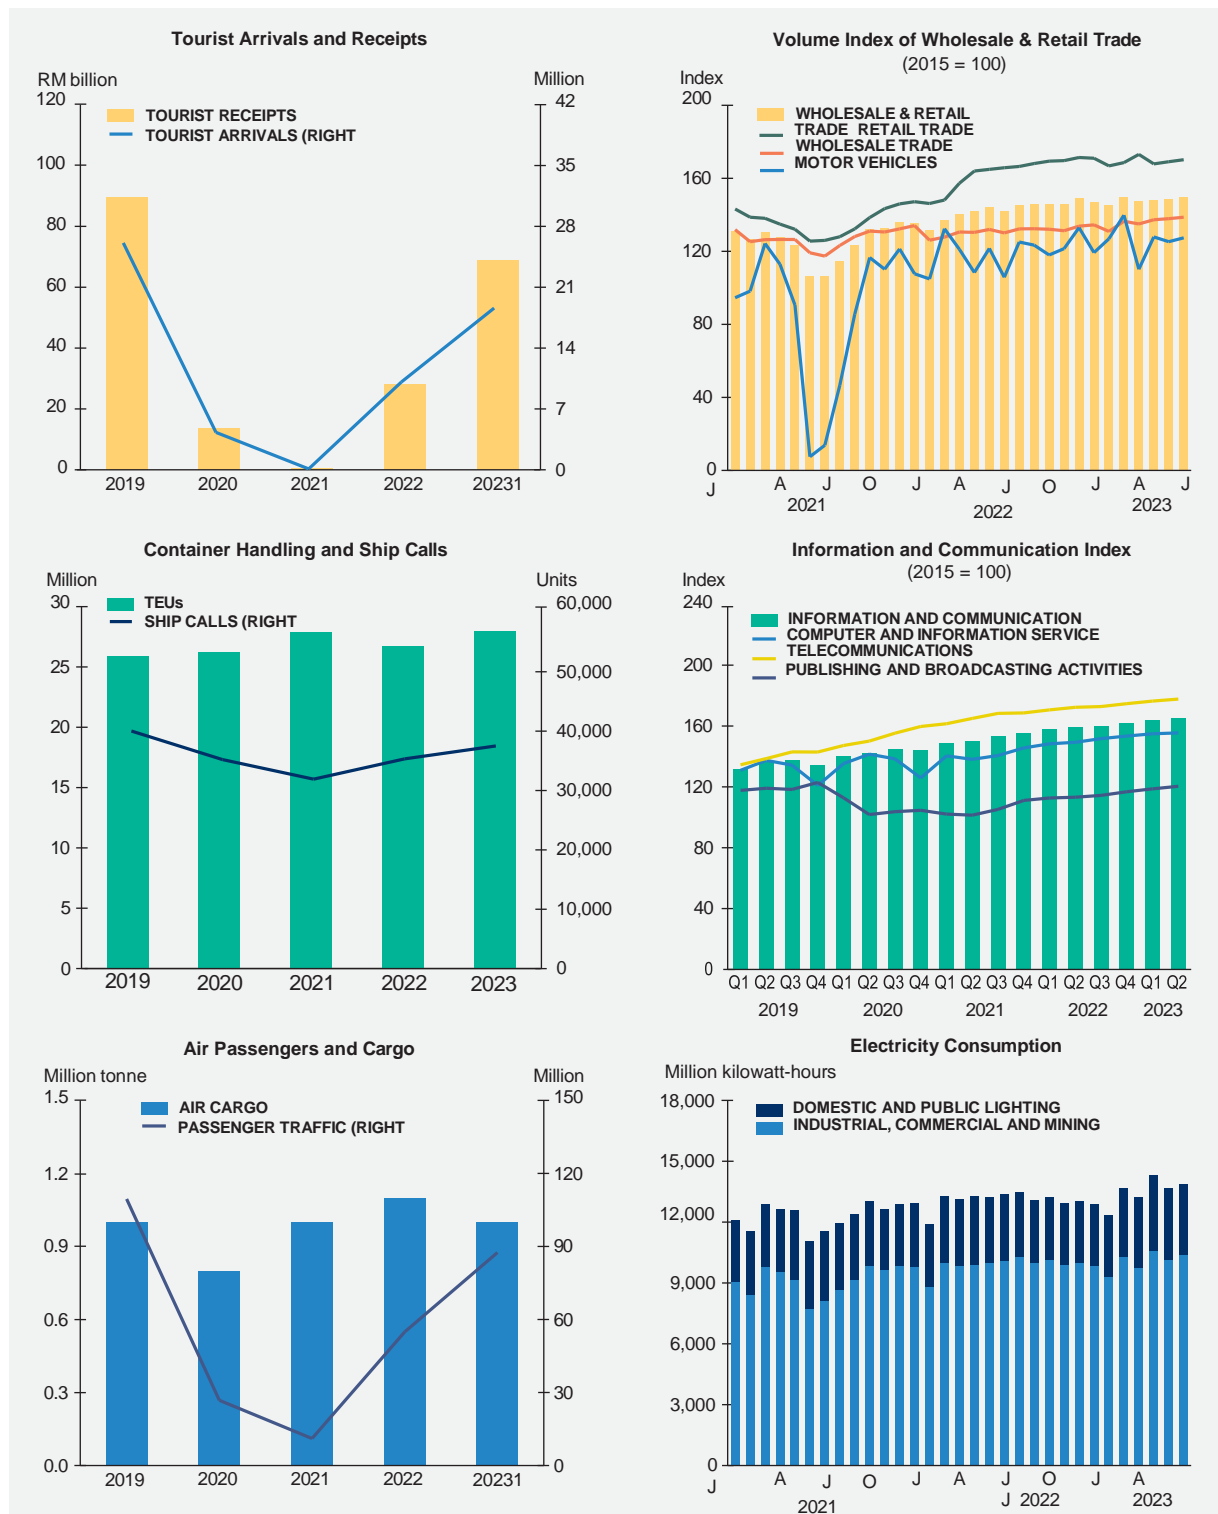 Tourist Arrivals and Receipts
RM billion
Million
TOURIST RECEIPTS
TOURIST ARRIVALS (RIGHT
120
100
80
60
40
20
0
42
35
28
21
14
7
0
2019 2020 2021 2022 20231
Volume Index of Wholesale & Retail Trade
(2015 = 100)
Index
WHOLESALE & RETAIL
TRADE RETAIL TRADE
WHOLESALE TRADE
MOTOR VEHICLES
200
160
120
80
40
0
J A J O J A J O J A J
2021 2022 2023
Container Handling and Ship Calls
Million
Units
TEUs
SHIP CALLS (RIGHT
30
25
20
15
10
5
0
60,000
50,000
40,000
30,000
20,000
10,000
0
2019 2020 2021 2022 2023
Information and Communication Index
(2015 = 100)
Index
INFORMATION AND COMMUNICATION
COMPUTER AND INFORMATION SERVICE
TELECOMMUNICATIONS
PUBLISHING AND BROADCASTING ACTIVITIES
240
200
160
120
80
40
0
Q1 Q2 Q3 Q4 Q1 Q2 Q3 Q4 Q1 Q2 Q3 Q4 Q1 Q2 Q3 Q4 Q1 Q2
2019 2020 2021 2022 2023
Air Passengers and Cargo
Million tonne
Million
AIR CARGO
PASSENGER TRAFFIC (RIGHT
1.5
1.2
0.9
0.6
0.3
0.0
150
120
90
60
30
0
2019 2020 2021 2022 20231
Electricity Consumption
Million kilowatt-hours
DOMESTIC AND PUBLIC LIGHTING
INDUSTRIAL, COMMERCIAL AND MINING
18,000
15,000
12,000
9,000
6,000
3,000
0
J A J O J A J O J A
2021 J 2022 2023